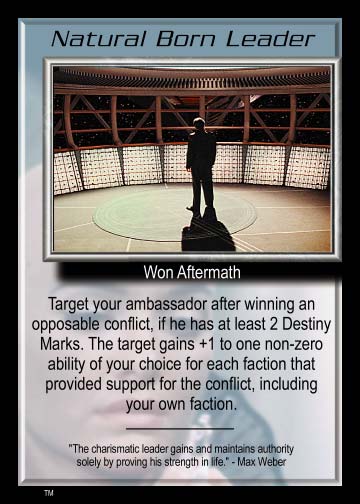 Natural Born Leader
Won Aftermath
Target your ambassador after winning an
opposable conflict, if he has at least 2 Destiny
Marks. The target gains +1 to one non-zero
ability of your choice for each faction that
provided support for the conflict, including
your own faction.
"The charismatic leader gains and maintains authority
solely by proving his strength in life." - Max Weber
TM